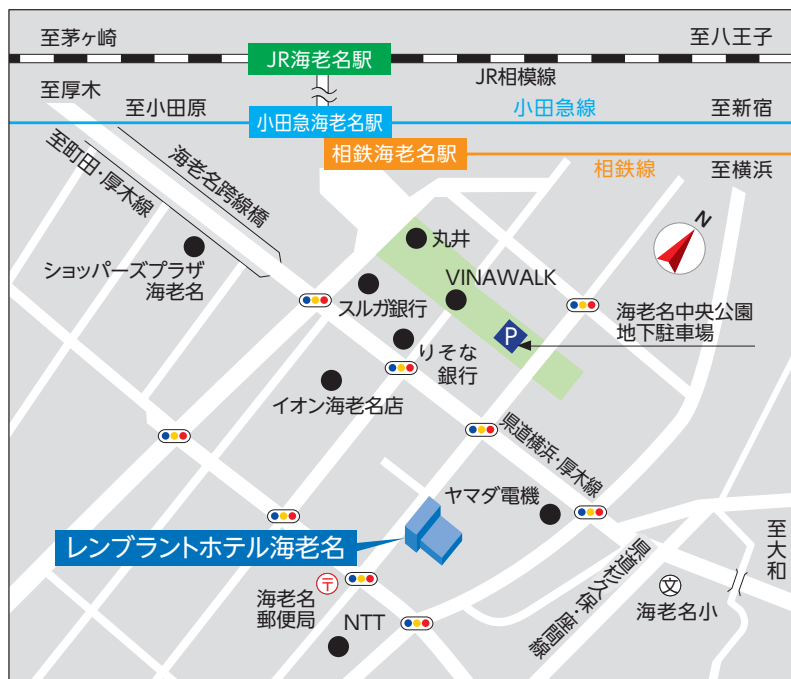 至茅ヶ崎
至八王子
JR海老名駅
JR相模線
至厚木
至小田原
小田急海老名駅
小田急線
至新宿
相鉄海老名駅
相鉄線
至横浜
至町田・厚木線
海老名跨線橋
N
丸井
ショッパーズプラザ
海老名
VINAWALK
スルガ銀行
海老名中央公園
地下駐車場
P
りそな
銀行
イオン海老名店
県道横浜・厚木線
ヤマダ電機
レンブラントホテル海老名
至大和
県道杉久保・座間線
〒
海老名
郵便局
文
海老名小
NTT